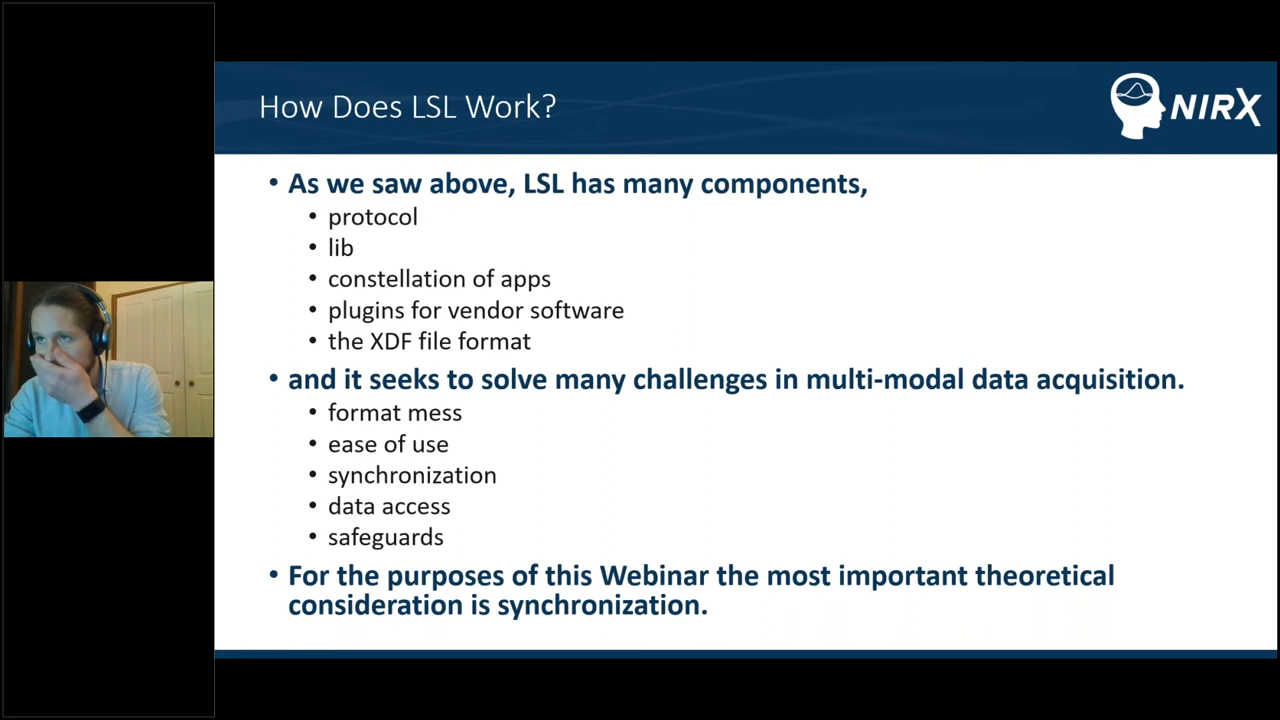 How Does LSL Work?
NIRX
• As we saw above, LSL has many components,
• protocol
• lib
• constellation of apps
• plugins for vendor software
• the XDF file format
• and it seeks to solve many challenges in multi-modal data acquisition.
• format mess
• ease of use
• synchronization
• data access
• safeguards
• For the purposes of this Webinar the most important theoretical
consideration is synchronization.